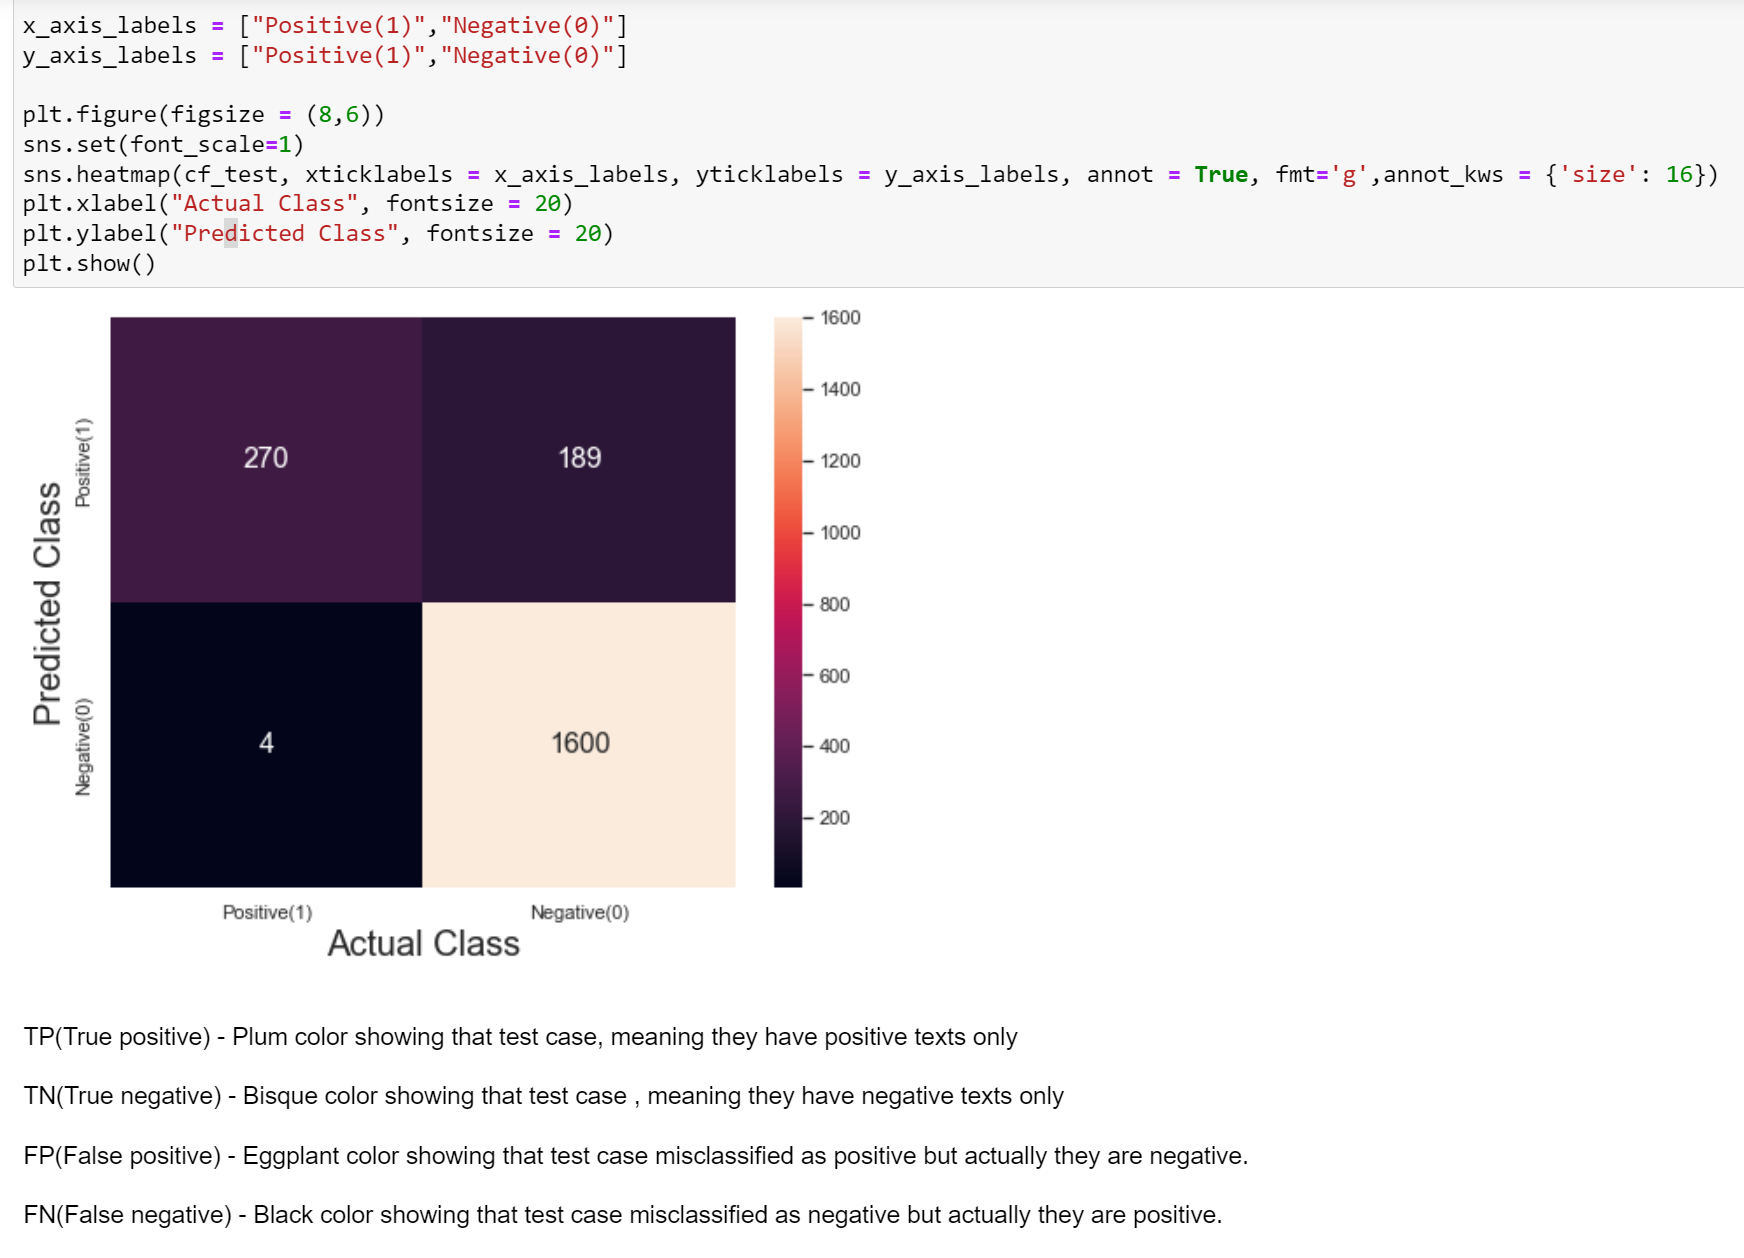 x_axis_labels = ["Positive(1)","Negative(0)"]
y_axis_labels = ["Positive(1)","Negative(0)"]
plt.figure(figsize = (8,6))
sns.set(font_scale=1)
sns.heatmap(cf_test, xticklabels = x_axis_labels, yticklabels = y_axis_labels, annot = True, fmt='g',annot_kws = {'size': 16})
plt.xlabel("Actual Class", fontsize = 20)
plt.ylabel("Predicted Class", fontsize = 20)
plt.show()
Predicted Class
Positive(1)
Negative(0)
270
189
4
1600
Positive(1)
Negative(0)
Actual Class
1600
1400
1200
1000
800
600
400
200
TP(True positive) - Plum color showing that test case, meaning they have positive texts only
TN(True negative) - Bisque color showing that test case , meaning they have negative texts only
FP(False positive) - Eggplant color showing that test case misclassified as positive but actually they are negative.
FN(False negative) - Black color showing that test case misclassified as negative but actually they are positive.